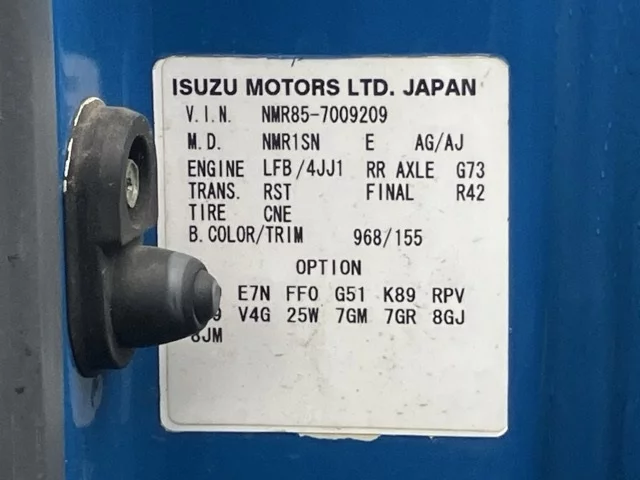 ISUZU MOTORS LTD. JAPAN
V.I.N. NMR85-7009209
M.D. NMR1SN E AG/AJ
ENGINE LFB/4JJ1 RR AXLE G73
TRANS. RST FINAL R42
TIRE CNE
B.COLOR/TRIM 968/155
OPTION
E7N FF0 G51 K89 RPV
V4G 25W 7GM 7GR 8GJ
8JM